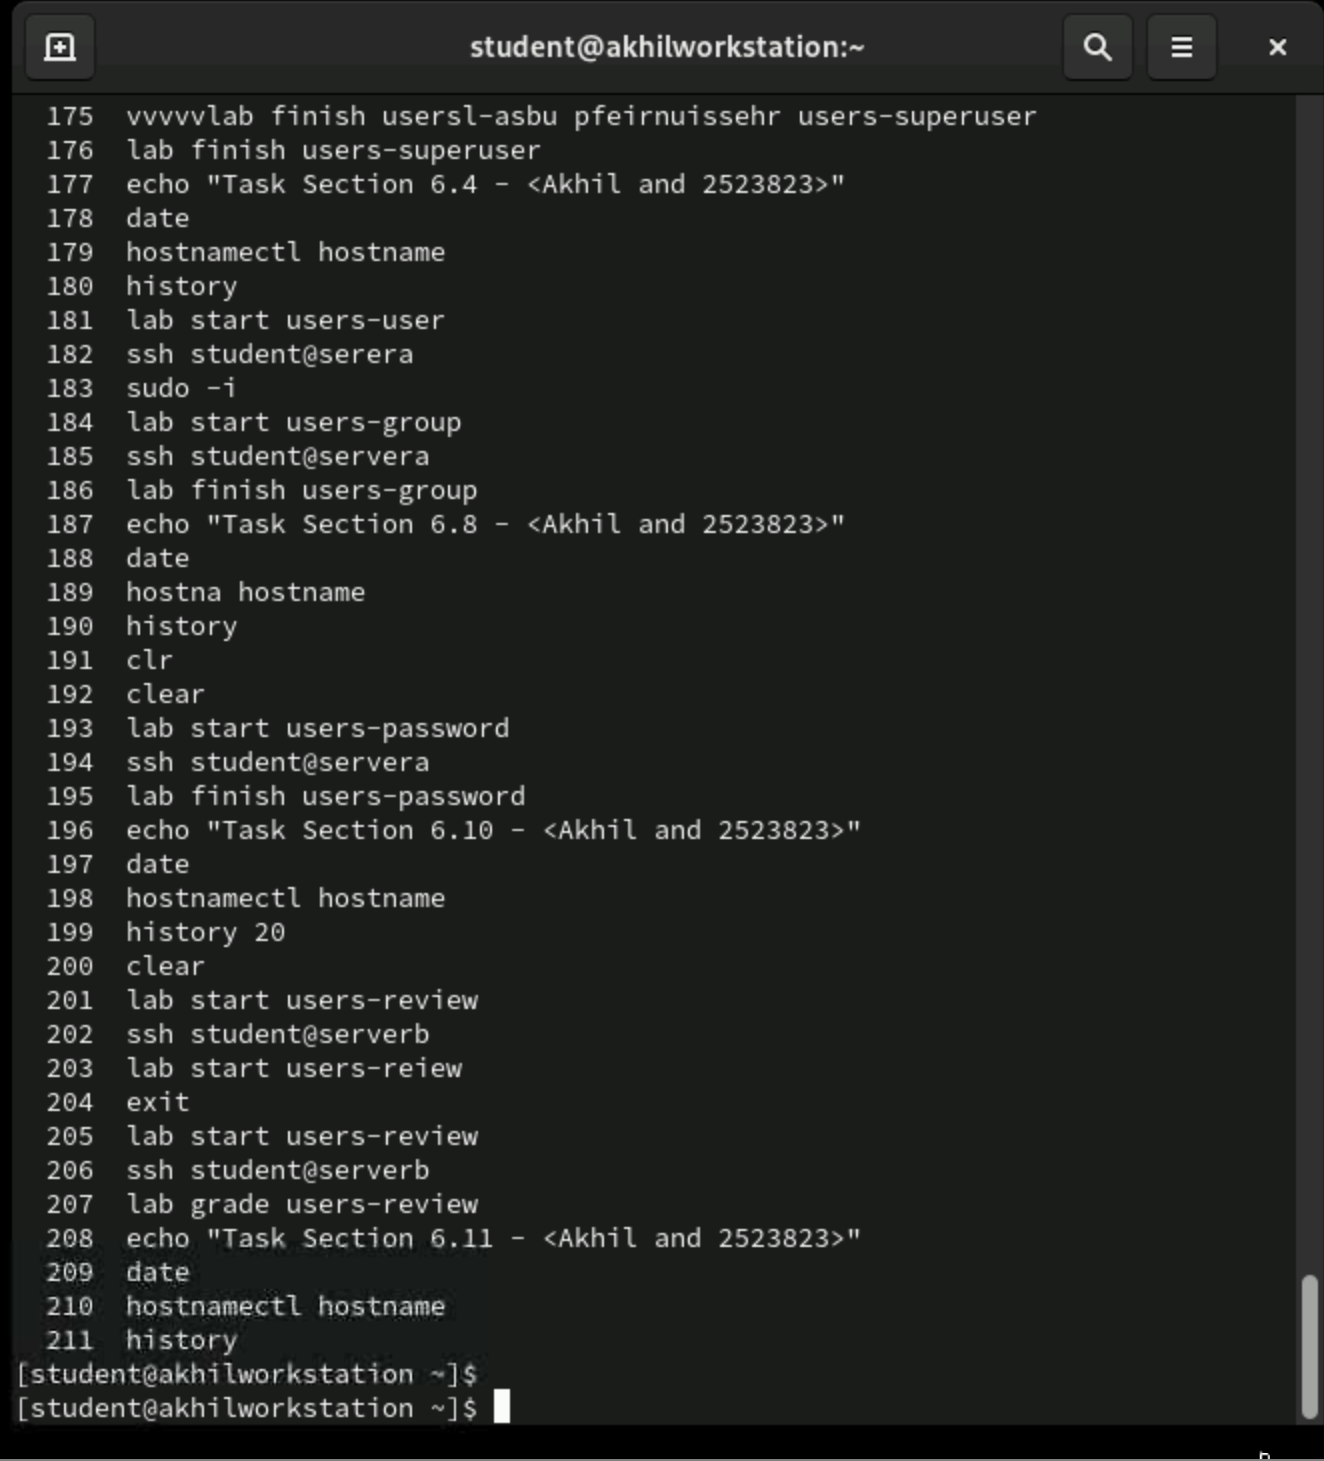 student@akhilworkstation:~
175 vvvvvlab finish usersl-asbu pfeirnuissehr users-superuser
176 lab finish users-superuser
177 echo "Task Section 6.4 - <Akhil and 2523823>"
178 date
179 hostnamectl hostname
180 history
181 lab start users-user
182 ssh student@serera
183 sudo -i
184 lab start users-group
185 ssh student@servera
186 lab finish users-group
187 echo "Task Section 6.8 - <Akhil and 2523823>"
188 date
189 hostna hostname
190 history
191 clr
192 clear
193 lab start users-password
194 ssh student@servera
195 lab finish users-password
196 echo "Task Section 6.10 - <Akhil and 2523823>"
197 date
198 hostnamectl hostname
199 history 20
200 clear
201 lab start users-review
202 ssh student@serverb
203 lab start users-reiew
204 exit
205 lab start users-review
206 ssh student@serverb
207 lab grade users-review
208 echo "Task Section 6.11 - <Akhil and 2523823>"
209 date
210 hostnamectl hostname
211 history
[student@akhilworkstation ~]$
[student@akhilworkstation ~]$